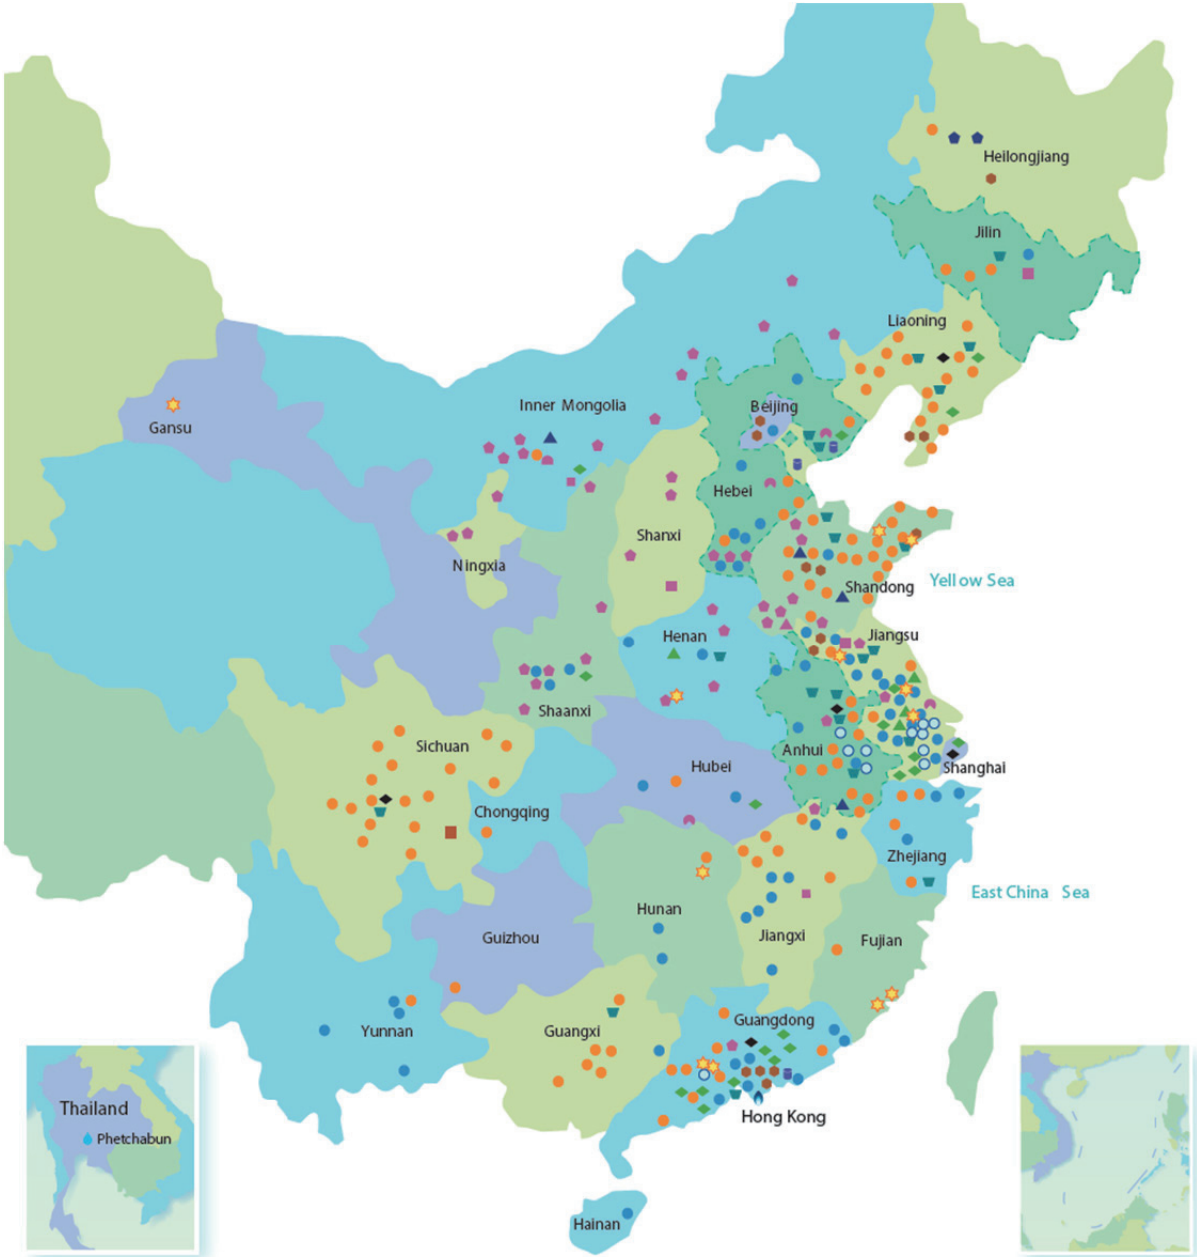 Heilongjiang
Jilin
Liaoning
Inner Mongolia
Beijing
Gansu
Hebei
Shanxi
Ningxia
Yellow Sea
Shandong
Henan
Jiangsu
Shaanxi
Sichuan
Anhui
Hubei
Shanghai
Chongqing
Zhejiang
East China Sea
Hunan
Jiangxi
Guizhou
Fujian
Yunnan
Guangxi
Guangdong
Hong Kong
Thailand
Phetchabun
Hainan